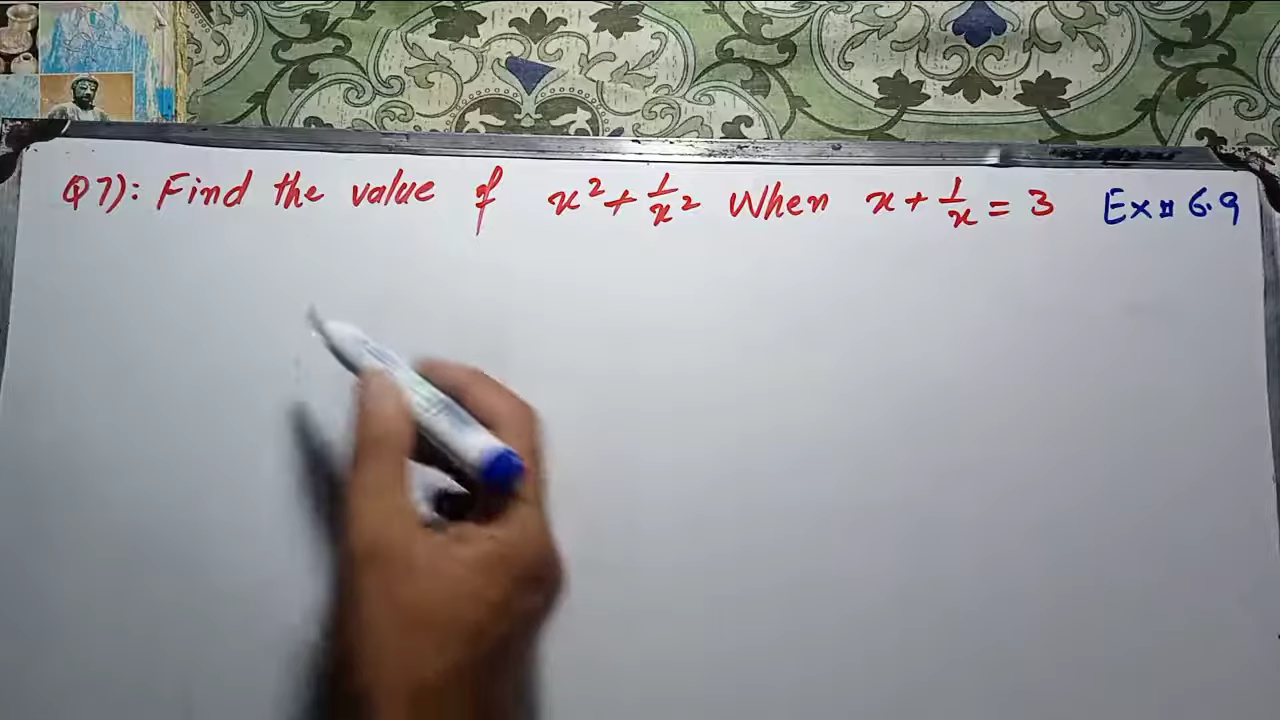 Q7): Find the value of x² + 1/x² When x + 1/x = 3 Ex# 6.9